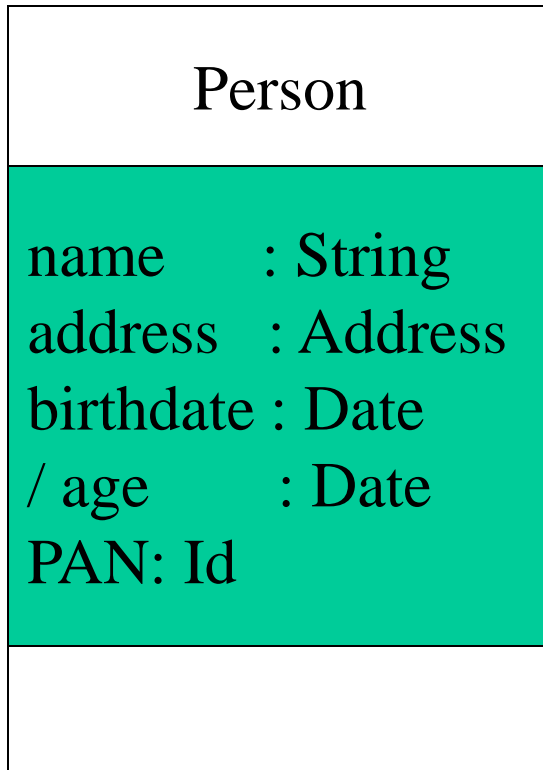 Person
name : String
address : Address
birthdate : Date
/ age : Date
PAN: Id